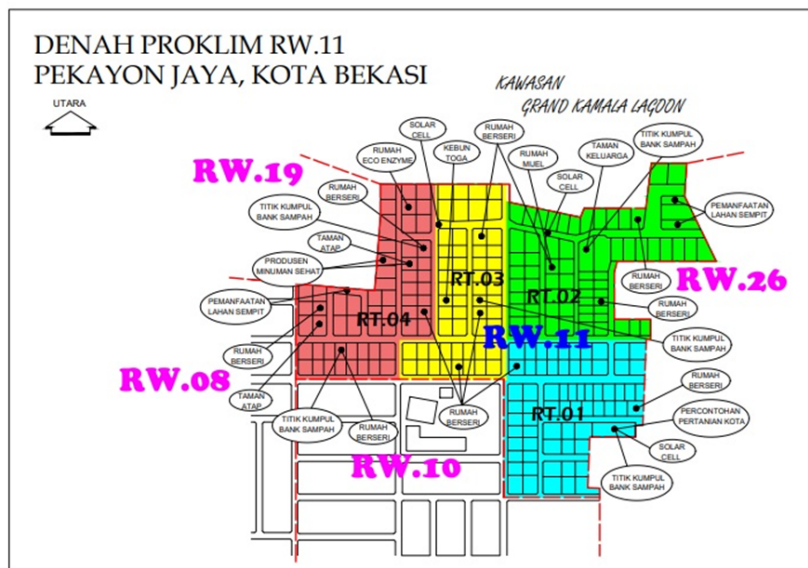 DENAH PROKLIM RW.11
PEKAYON JAYA, KOTA BEKASI
UTARA
KAWASAN
GRAND KAMALA LAGOON
SOLAR
CELL
RUMAH
BERSERI
TITIK KUMPUL
BANK SAMPAH
RUMAH
ECO ENZYME
KEBUN
TOGA
RUMAH
MIJEL
TAMAN
KELUARGA
RW.19
RUMAH
BERSERI
SOLAR
CELL
TITIK KUMPUL
BANK SAMPAH
PEMANFAATAN
LAHAN SEMPIT
TAMAN
ATAP
PRODUSEN
MINUMAN SEHAT
RT.03
RW.26
RUMAH
BERSERI
PEMANFAATAN
LAHAN SEMPIT
RT.02
RUMAH
BERSERI
RT.04
RW.11
TITIK KUMPUL
BANK SAMPAH
RUMAH
BERSERI
RW.08
RUMAH
BERSERI
TAMAN
ATAP
RT.01
PERCONTOHAN
PERTANIAN KOTA
TITIK KUMPUL
BANK SAMPAH
RUMAH
BERSERI
RUMAH
BERSERI
SOLAR
CELL
RW.10
TITIK KUMPUL
BANK SAMPAH